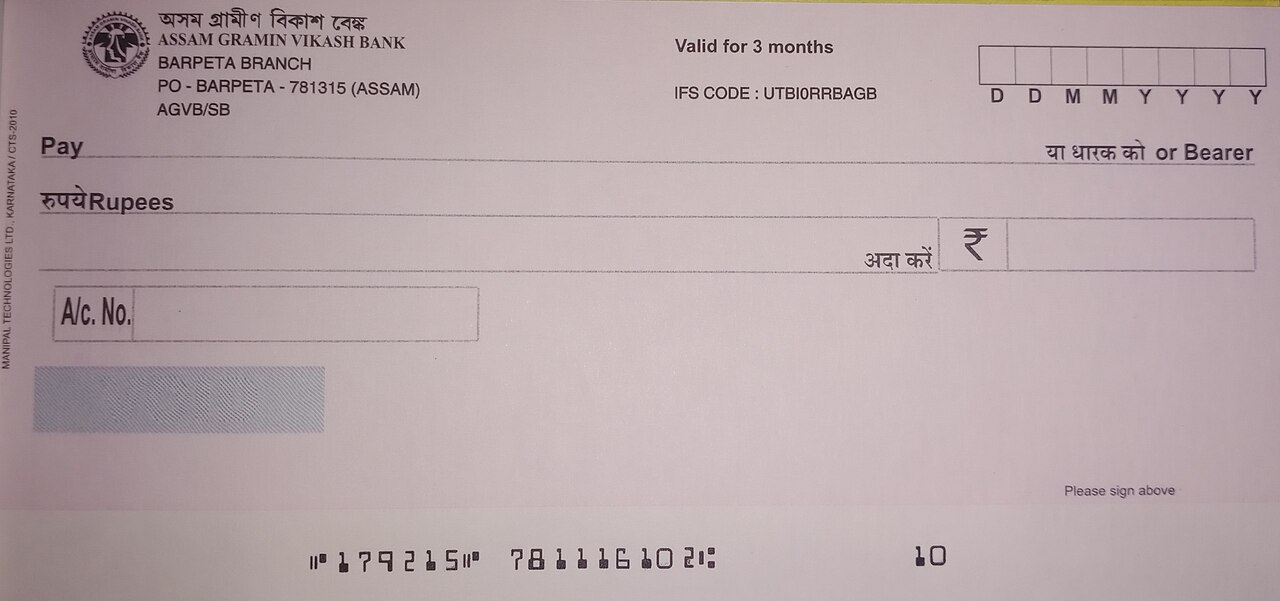 অসম গ্রামীণ বিকাশ বেংক
ASSAM GRAMIN VIKASH BANK
BARPETA BRANCH
PO - BARPETA - 781315 (ASSAM)
AGVB/SB
Valid for 3 months
IFS CODE : UTBI0RRBAGB
D D M M Y Y Y Y
Pay या धारक को or Bearer
रुपये Rupees
अदा करें ₹
A/c. No.
Please sign above
⑈179215⑈ 781116102⑆ 10
MANIPAL TECHNOLOGIES LTD., KARNATAKA / CTS-2010